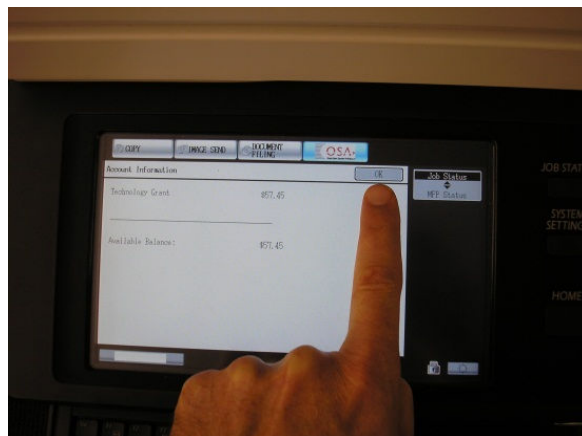 COPY
IMAGE SEND
DOCUMENT
FILING
OSA
Account Information
OK
Job Status
MFP Status
Technology Grant
$57.45
Available Balance:
$57.45
JOB STAT
SYSTEM
SETTING
HOME